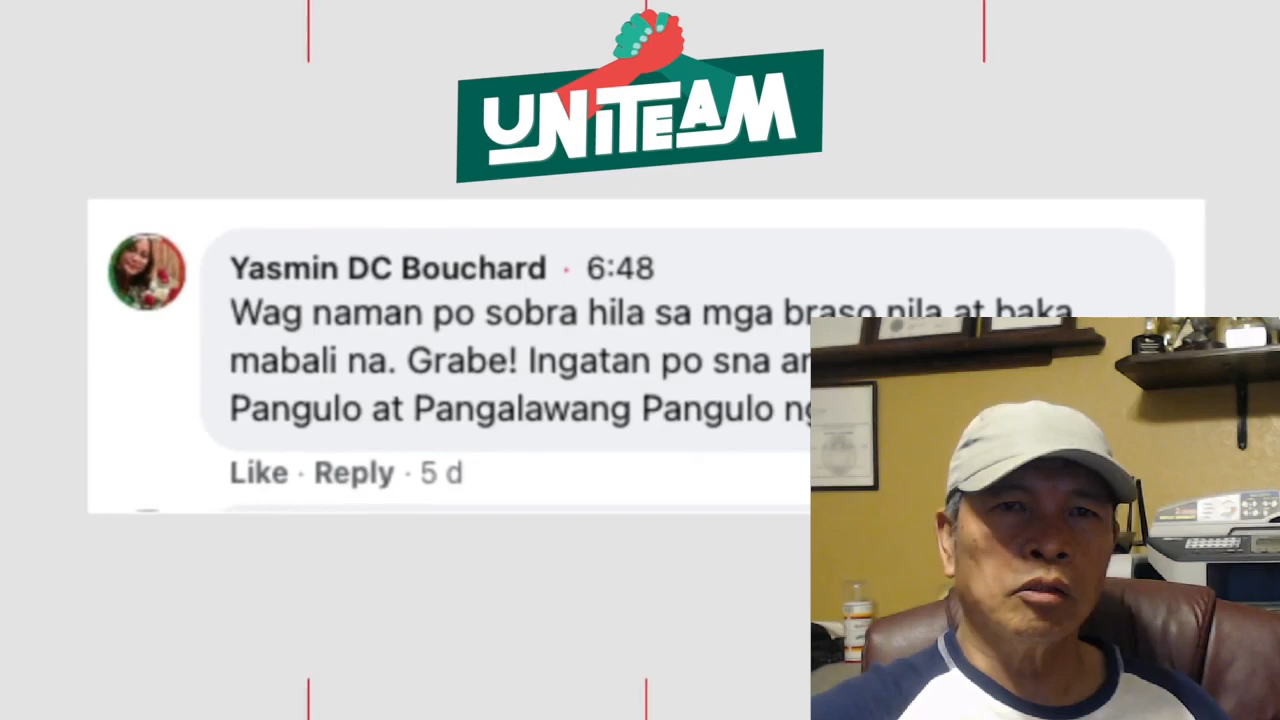 UNITEAM
Yasmin DC Bouchard · 6:48
Wag naman po sobra hila sa mga braso nila at baka
mabali na. Grabe! Ingatan po sna
Pangulo at Pangalawang Pangulo
Like · Reply · 5 d